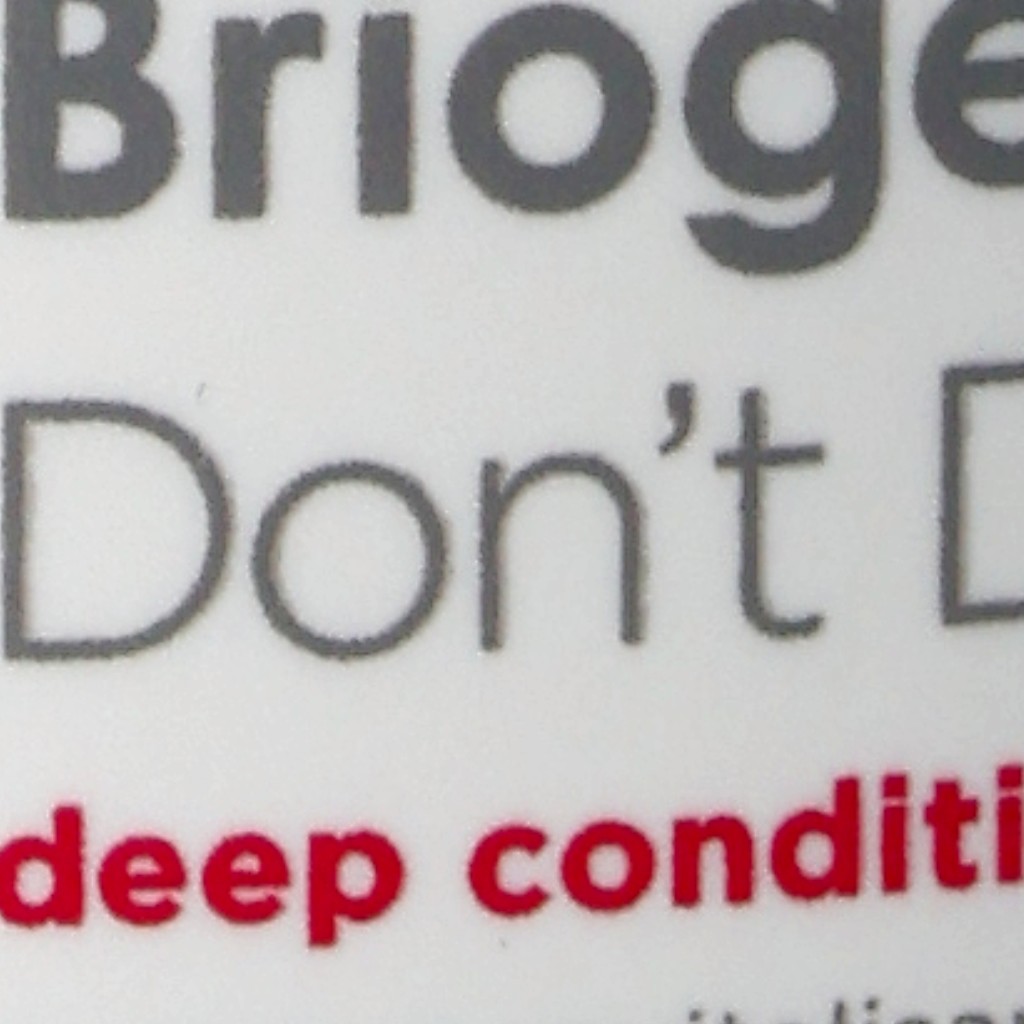 Brioge
Don't D
deep conditi